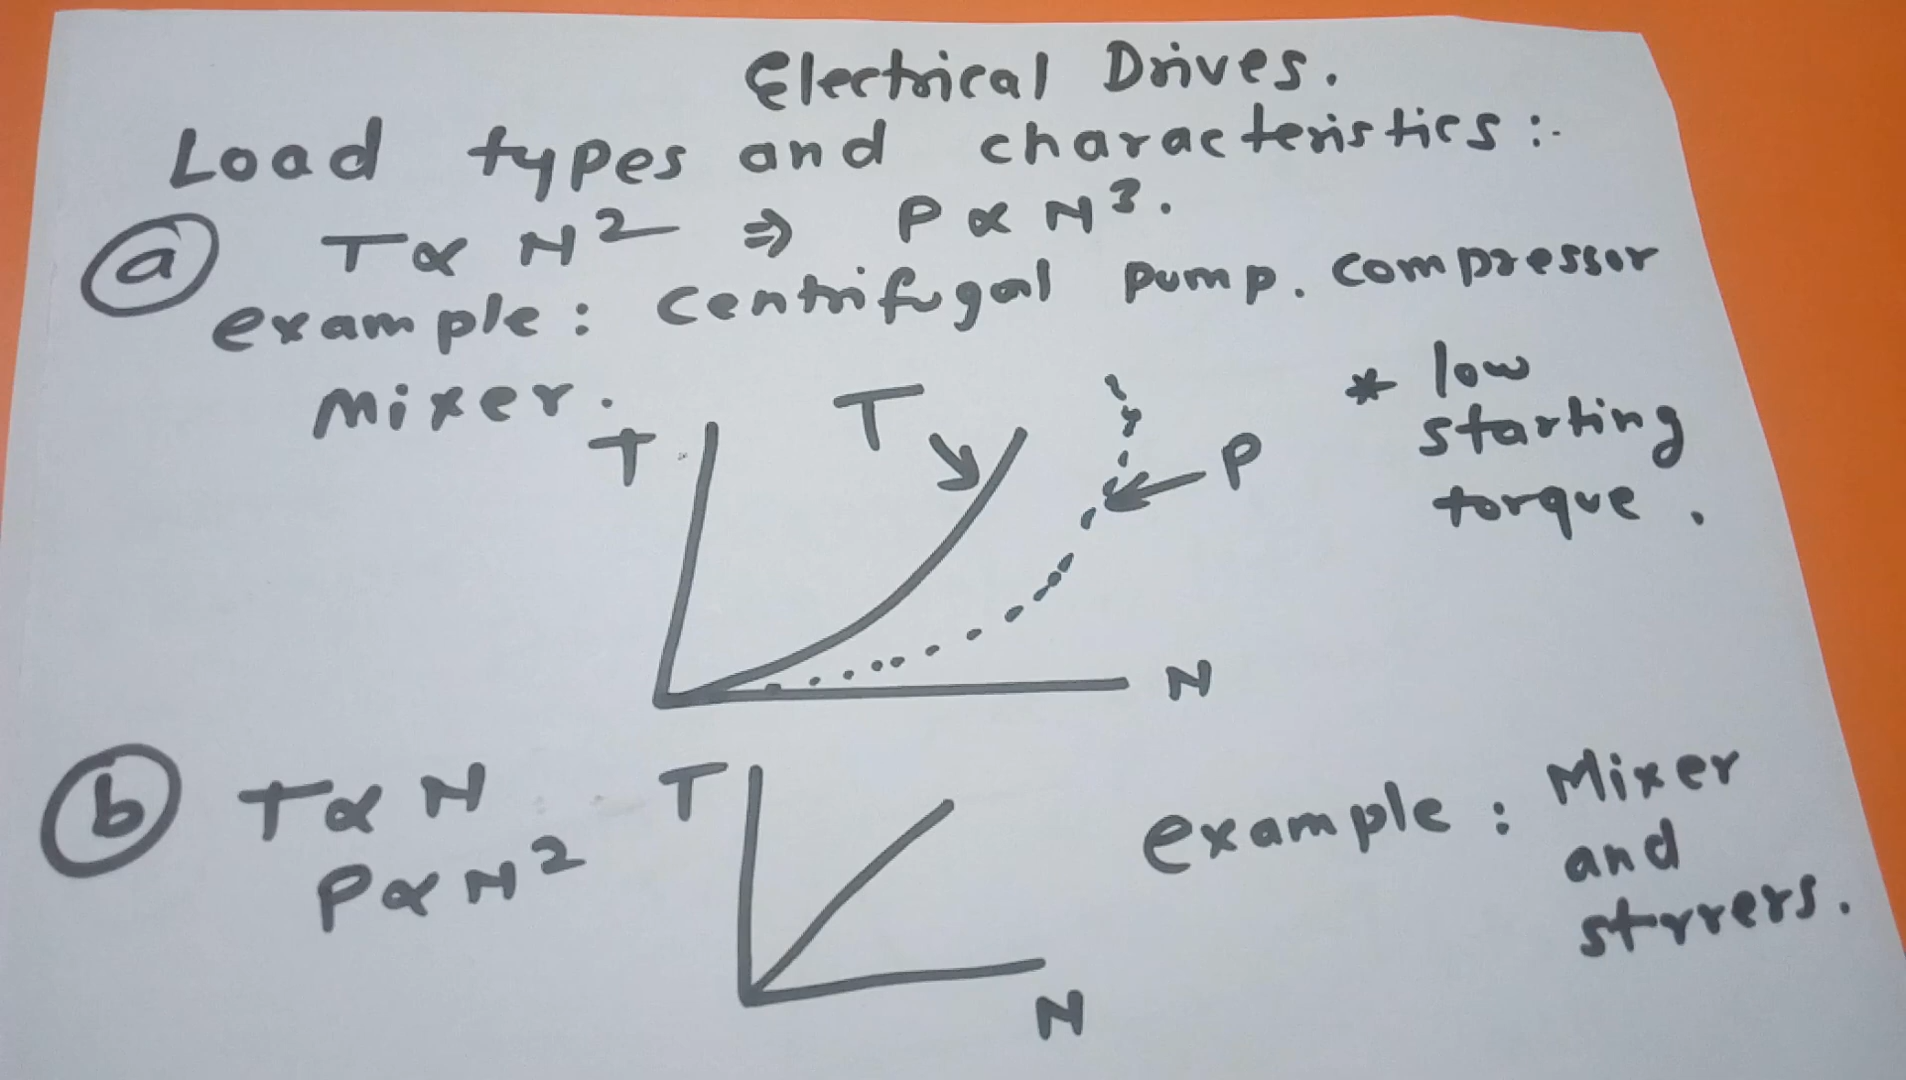 Electrical Drives.
Load types and characteristics :-
(a) T ∝ N² ⇒ P ∝ N³.
example : Centrifugal pump. compressor
mixer.
* low
starting
torque.
T
T
P
N
(b) T ∝ N
P ∝ N²
T
N
example : Mixer
and
strrers.